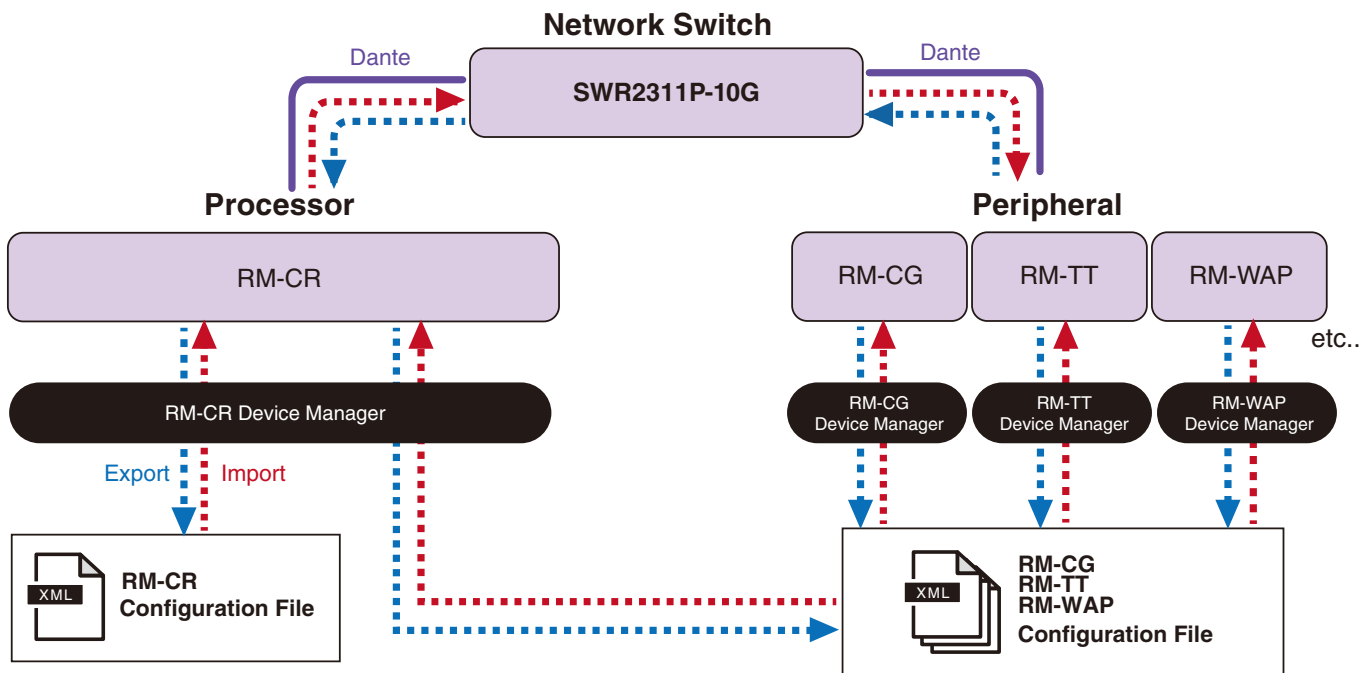 Network Switch
Dante
Dante
SWR2311P-10G
Processor
Peripheral
RM-CR
RM-CG
RM-TT
RM-WAP
etc..
RM-CR Device Manager
RM-CG
Device Manager
RM-TT
Device Manager
RM-WAP
Device Manager
Export
Import
XML
RM-CR
Configuration File
XML
RM-CG
RM-TT
RM-WAP
Configuration File